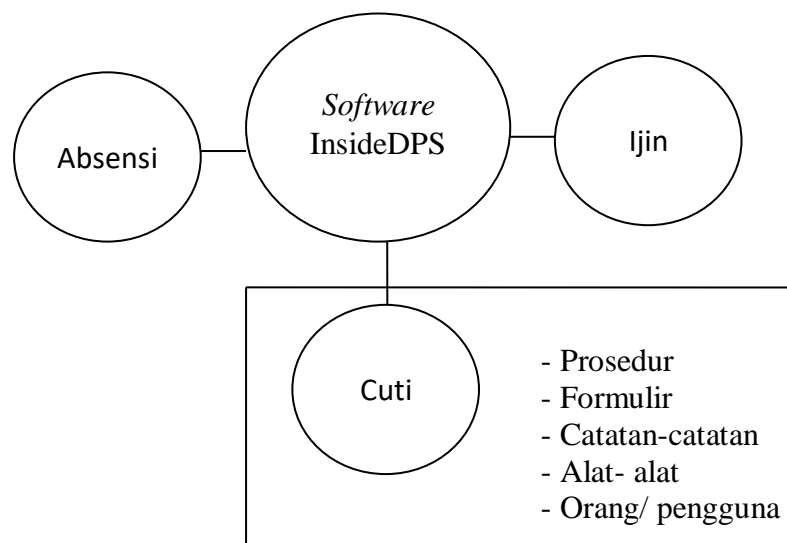 Software
InsideDPS
Absensi
Ijin
Cuti
- Prosedur
- Formulir
- Catatan-catatan
- Alat- alat
- Orang/ pengguna